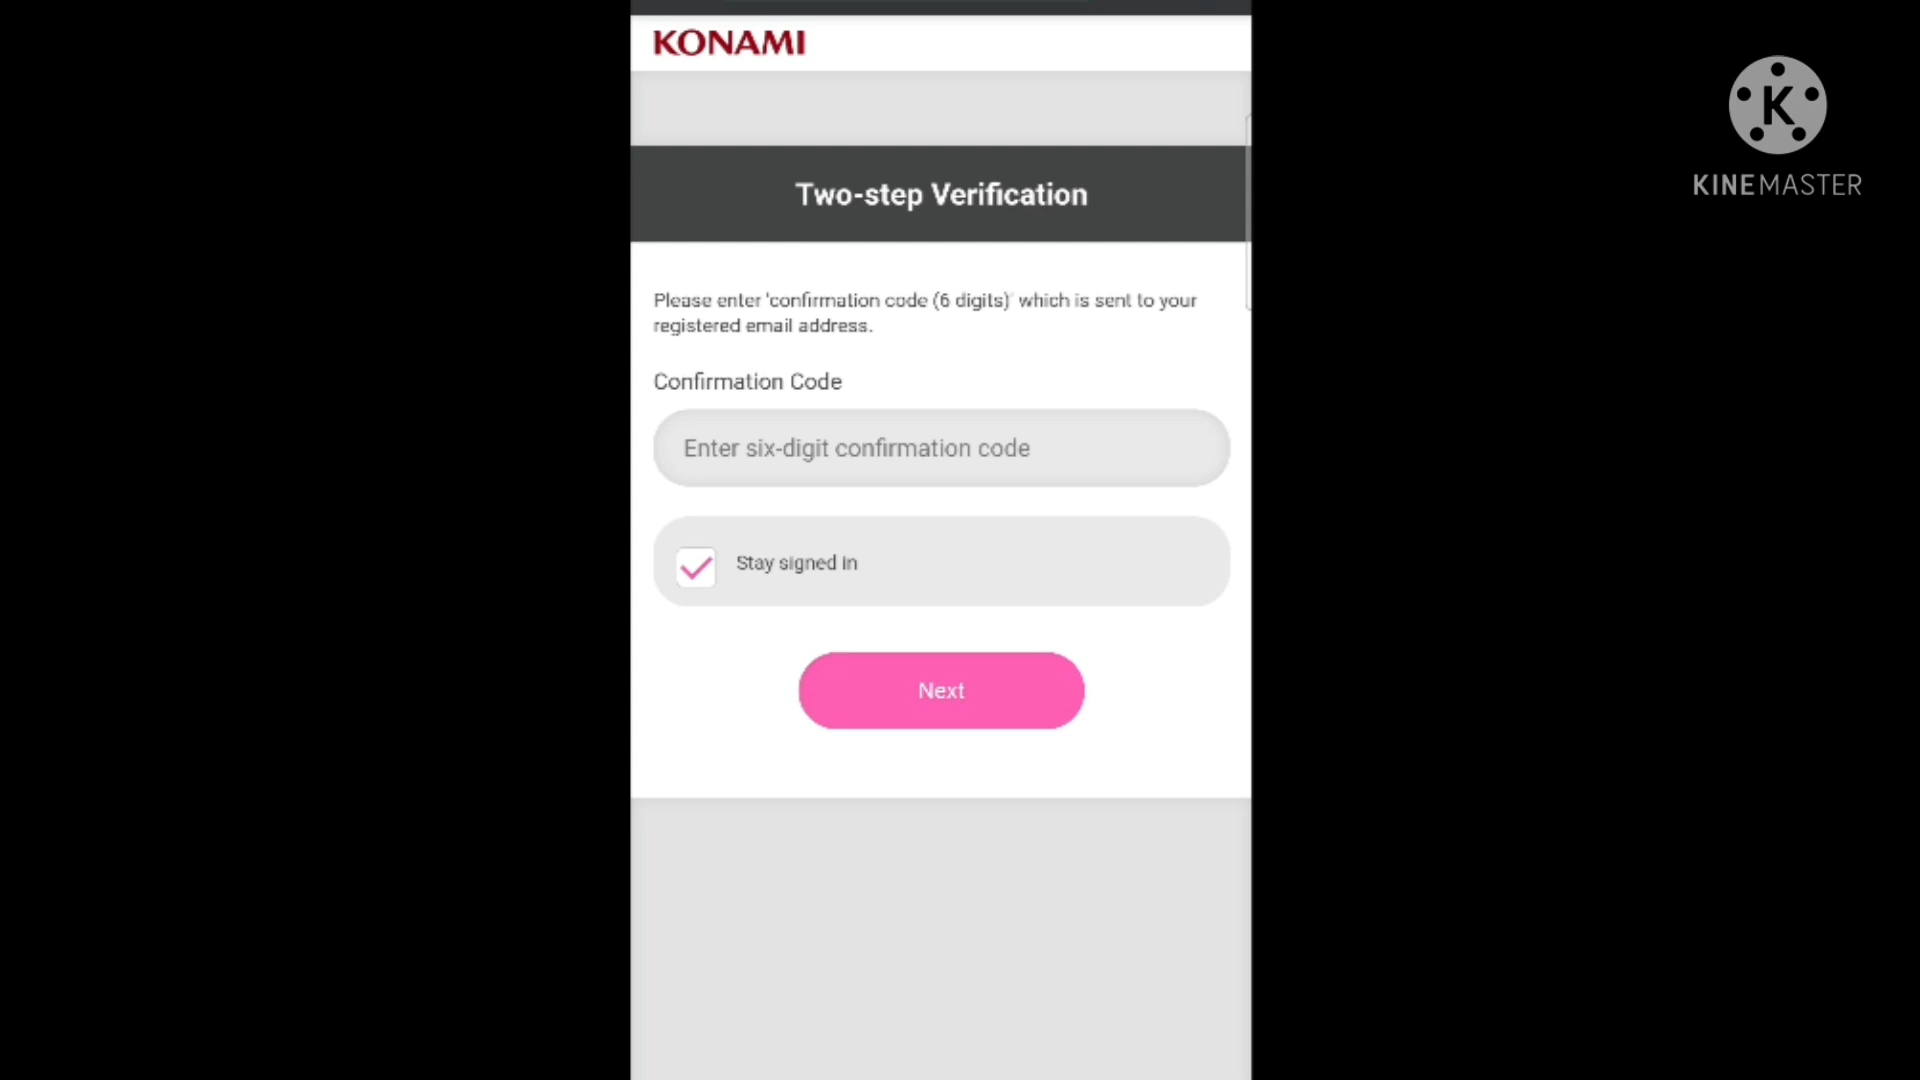 KONAMI
K
KINEMASTER
Two-step Verification
Please enter 'confirmation code (6 digits)' which is sent to your
registered email address.
Confirmation Code
Enter six-digit confirmation code
Stay signed in
Next